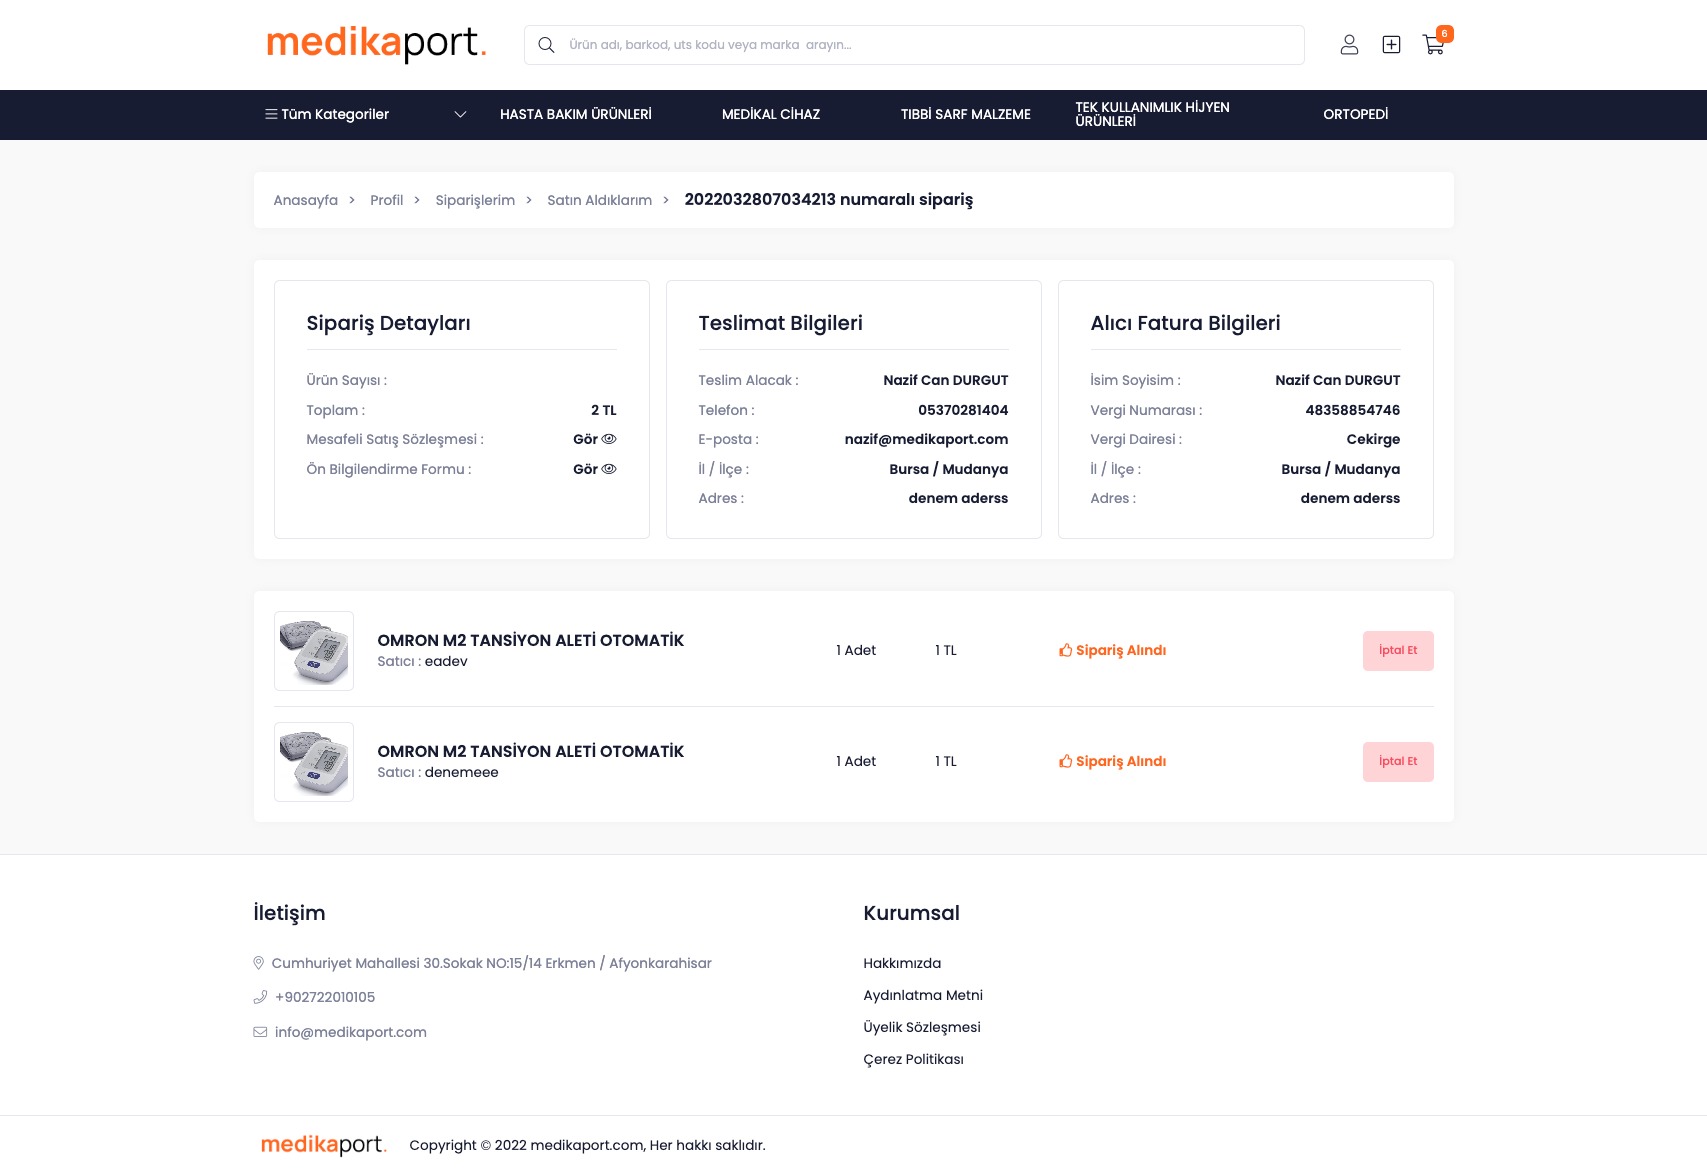 medikaport.
Ürün adı, barkod, uts kodu veya marka arayın...
6
Tüm Kategoriler
HASTA BAKIM ÜRÜNLERİ
MEDİKAL CİHAZ
TIBBİ SARF MALZEME
TEK KULLANIMLIK HİJYEN
ÜRÜNLERİ
ORTOPEDİ
Anasayfa > Profil > Siparişlerim > Satın Aldıklarım > 2022032807034213 numaralı sipariş
Sipariş Detayları
Ürün Sayısı :
Toplam : 2 TL
Mesafeli Satış Sözleşmesi : Gör
Ön Bilgilendirme Formu : Gör
Teslimat Bilgileri
Teslim Alacak : Nazif Can DURGUT
Telefon : 05370281404
E-posta : nazif@medikaport.com
İl / İlçe : Bursa / Mudanya
Adres : denem aderss
Alıcı Fatura Bilgileri
İsim Soyisim : Nazif Can DURGUT
Vergi Numarası : 48358854746
Vergi Dairesi : Cekirge
İl / İlçe : Bursa / Mudanya
Adres : denem aderss
OMRON M2 TANSİYON ALETİ OTOMATİK
Satıcı : eadev
1 Adet
1 TL
Sipariş Alındı
İptal Et
OMRON M2 TANSİYON ALETİ OTOMATİK
Satıcı : denemeee
1 Adet
1 TL
Sipariş Alındı
İptal Et
İletişim
Cumhuriyet Mahallesi 30.Sokak NO:15/14 Erkmen / Afyonkarahisar
+902722010105
info@medikaport.com
Kurumsal
Hakkımızda
Aydınlatma Metni
Üyelik Sözleşmesi
Çerez Politikası
medikaport.
Copyright © 2022 medikaport.com, Her hakkı saklıdır.